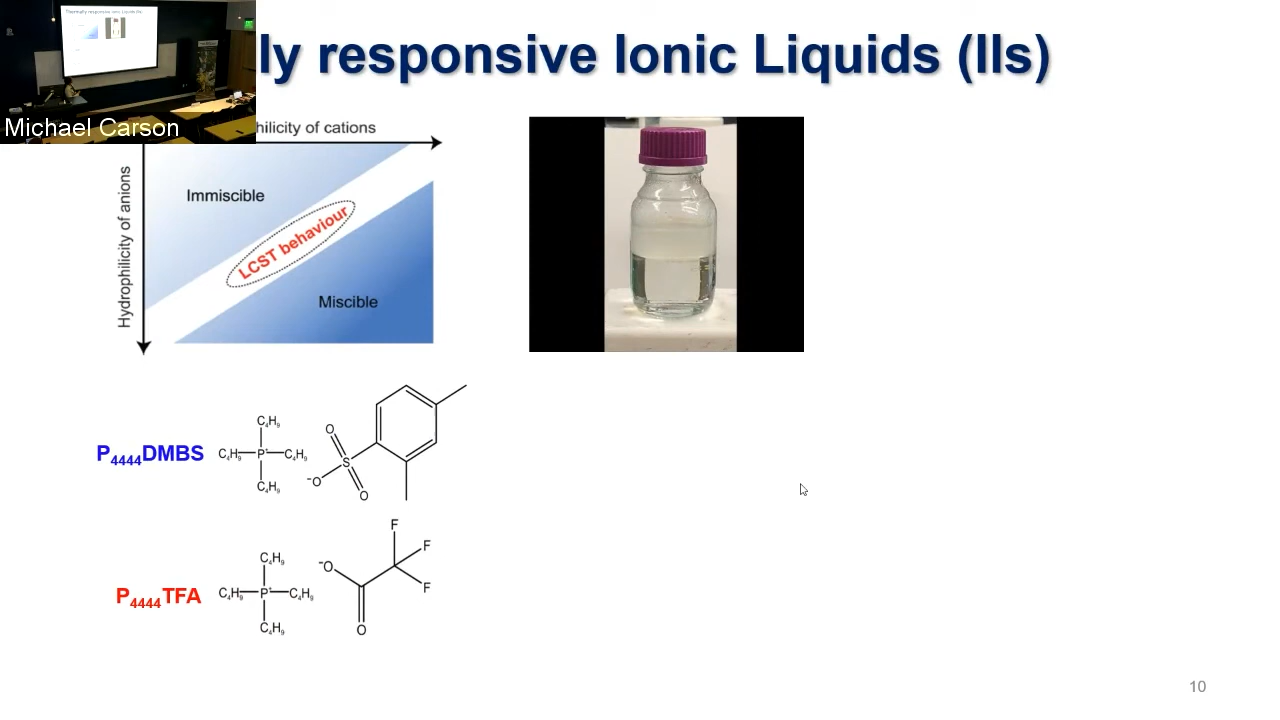 ly responsive Ionic Liquids (Ils)
Michael Carson
hilicity of cations
Hydrophilicity of anions
Immiscible
LCST behaviour
Miscible
P4444DMBS
C4H9
C4H9 P+ C4H9
C4H9
O
S
-O
O
P4444TFA
C4H9
C4H9 P+ C4H9
C4H9
F
F
F
-O
O
10